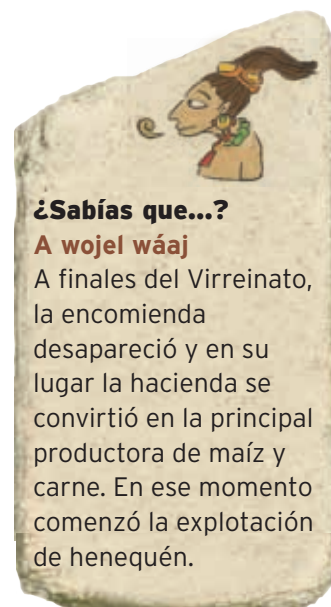 ¿Sabías que...?
A wojel wáaj
A finales del Virreinato,
la encomienda
desapareció y en su
lugar la hacienda se
convirtió en la principal
productora de maíz y
carne. En ese momento
comenzó la explotación
de henequén.